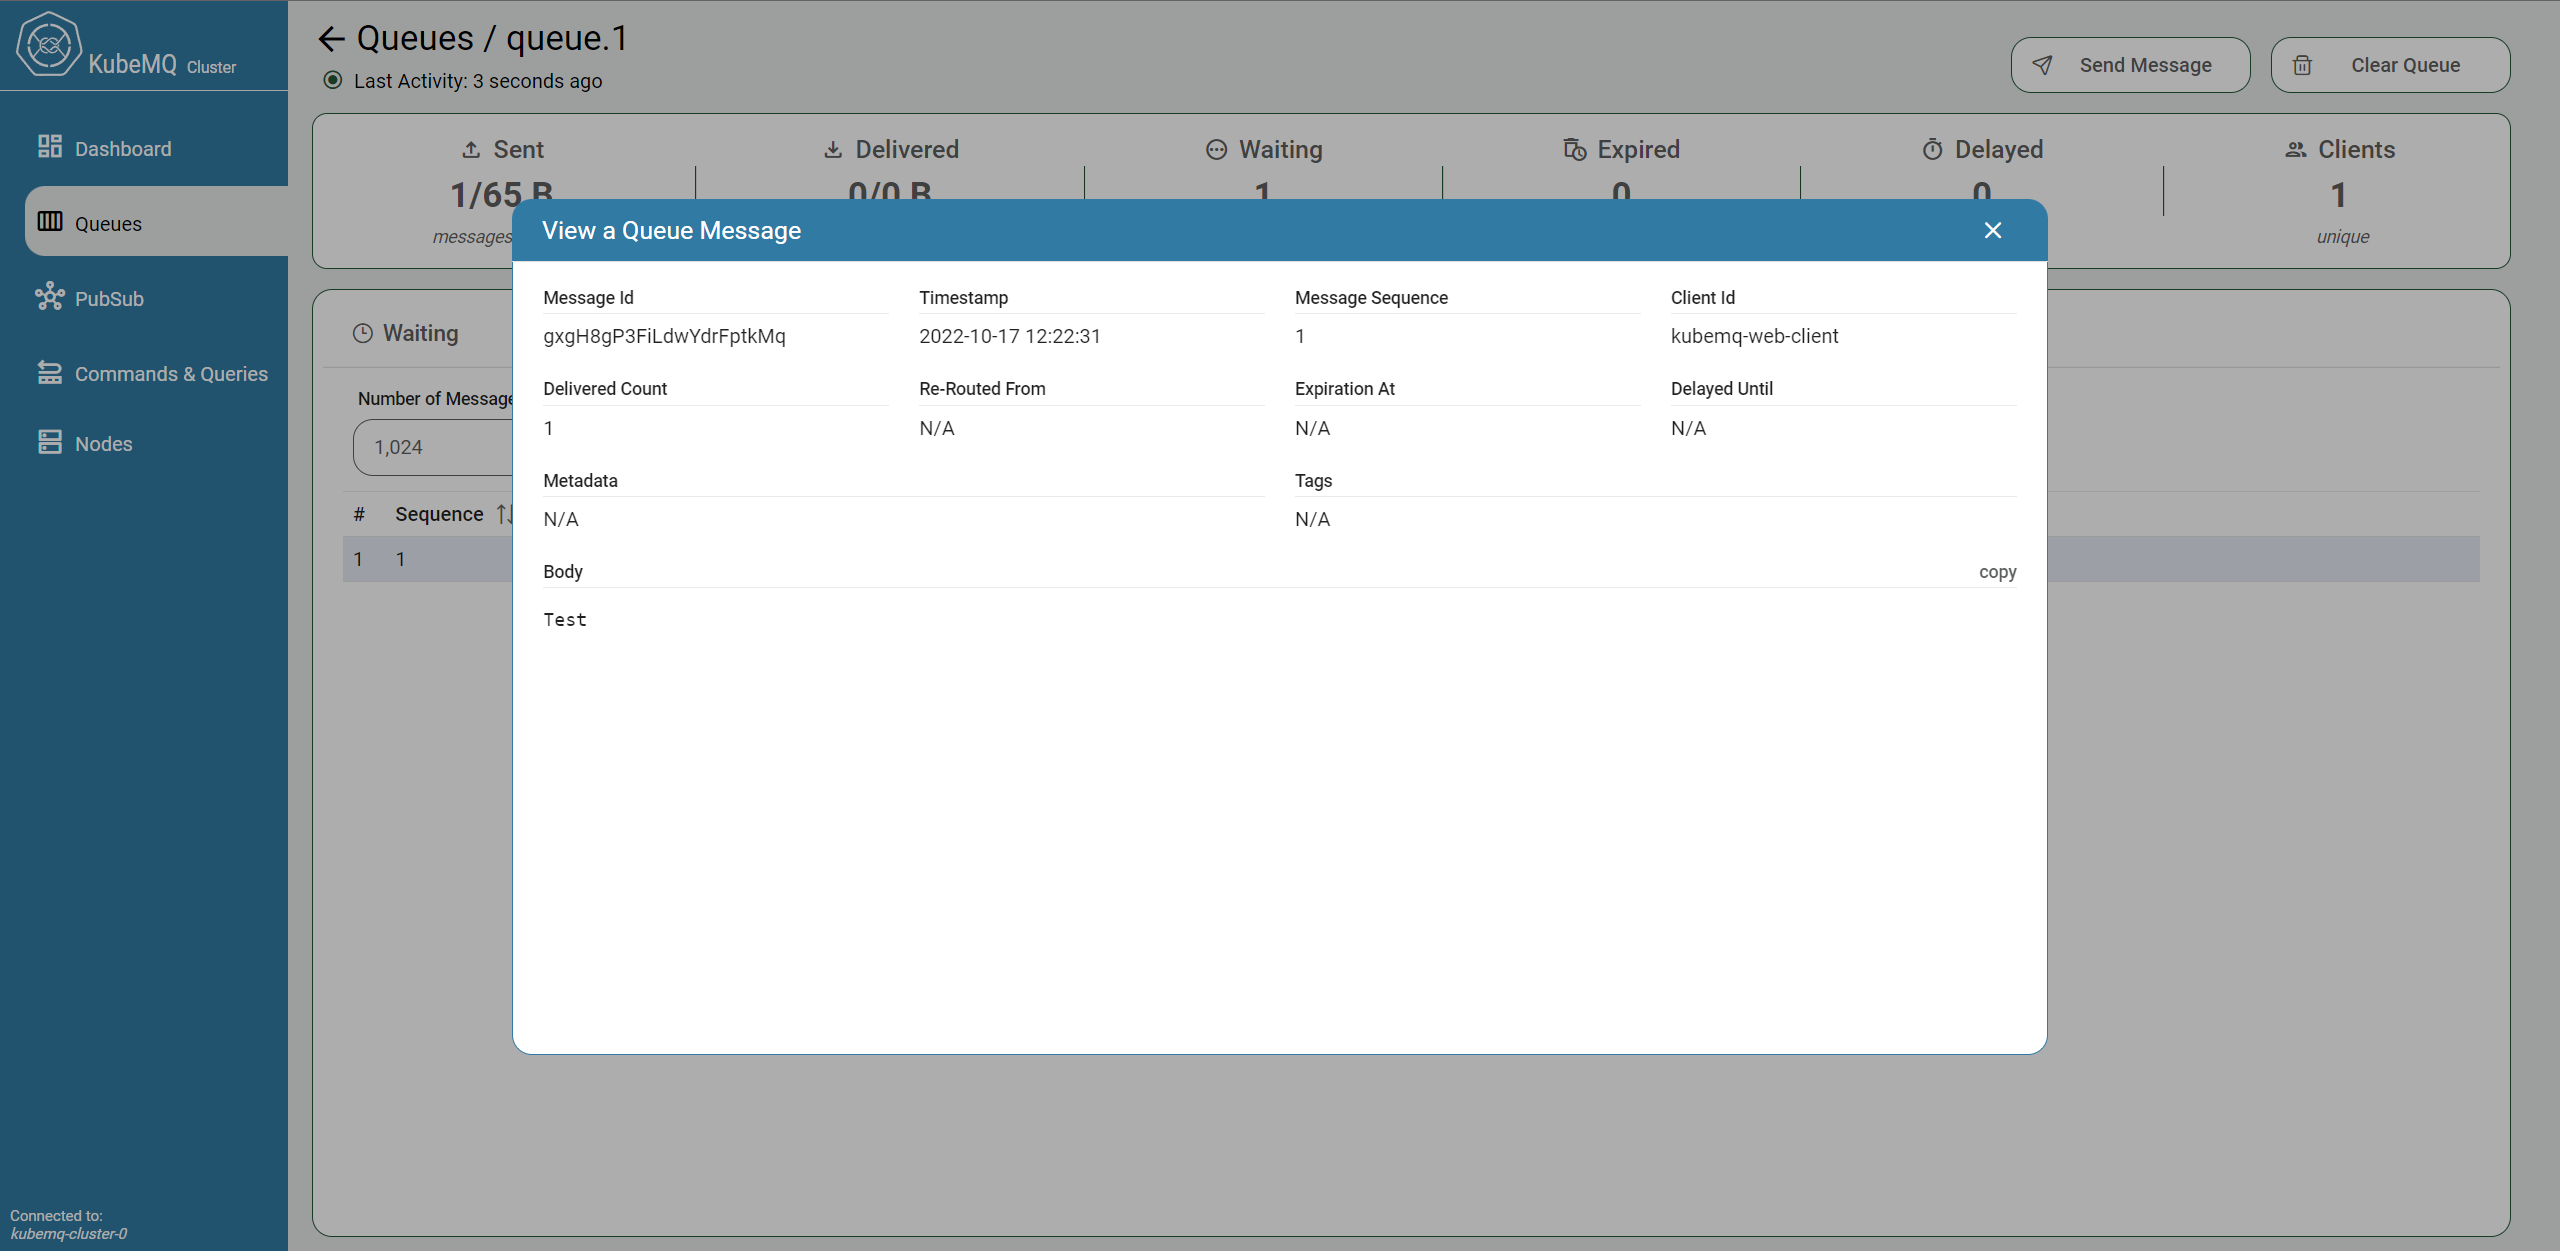 KubeMQ Cluster
Dashboard
Queues
PubSub
Commands & Queries
Nodes
Connected to:
kubemq-cluster-0
Queues / queue.1
Last Activity: 3 seconds ago
Send Message
Clear Queue
Sent Delivered Waiting Expired Delayed Clients
1/65 B 0/0 B 1 0 0 1
messages unique
Waiting
Number of Message
1,024
# Sequence
1 1
View a Queue Message
Message Id Timestamp Message Sequence Client Id
gxgH8gP3FiLdwYdrFptkMq 2022-10-17 12:22:31 1 kubemq-web-client
Delivered Count Re-Routed From Expiration At Delayed Until
1 N/A N/A N/A
Metadata Tags
N/A N/A
Body copy
Test